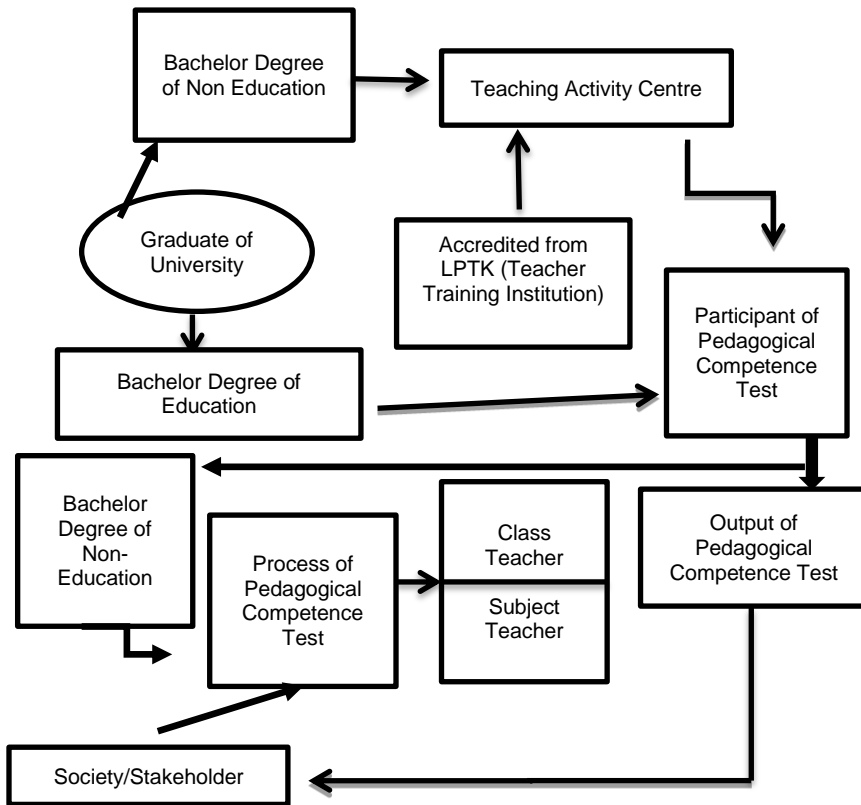 Bachelor Degree
of Non Education
Teaching Activity Centre
Graduate of
University
Accredited from
LPTK (Teacher
Training Institution)
Participant of
Pedagogical
Competence
Test
Bachelor Degree of
Education
Bachelor
Degree of
Non-
Education
Process of
Pedagogical
Competence
Test
Class
Teacher
Subject
Teacher
Output of
Pedagogical
Competence Test
Society/Stakeholder